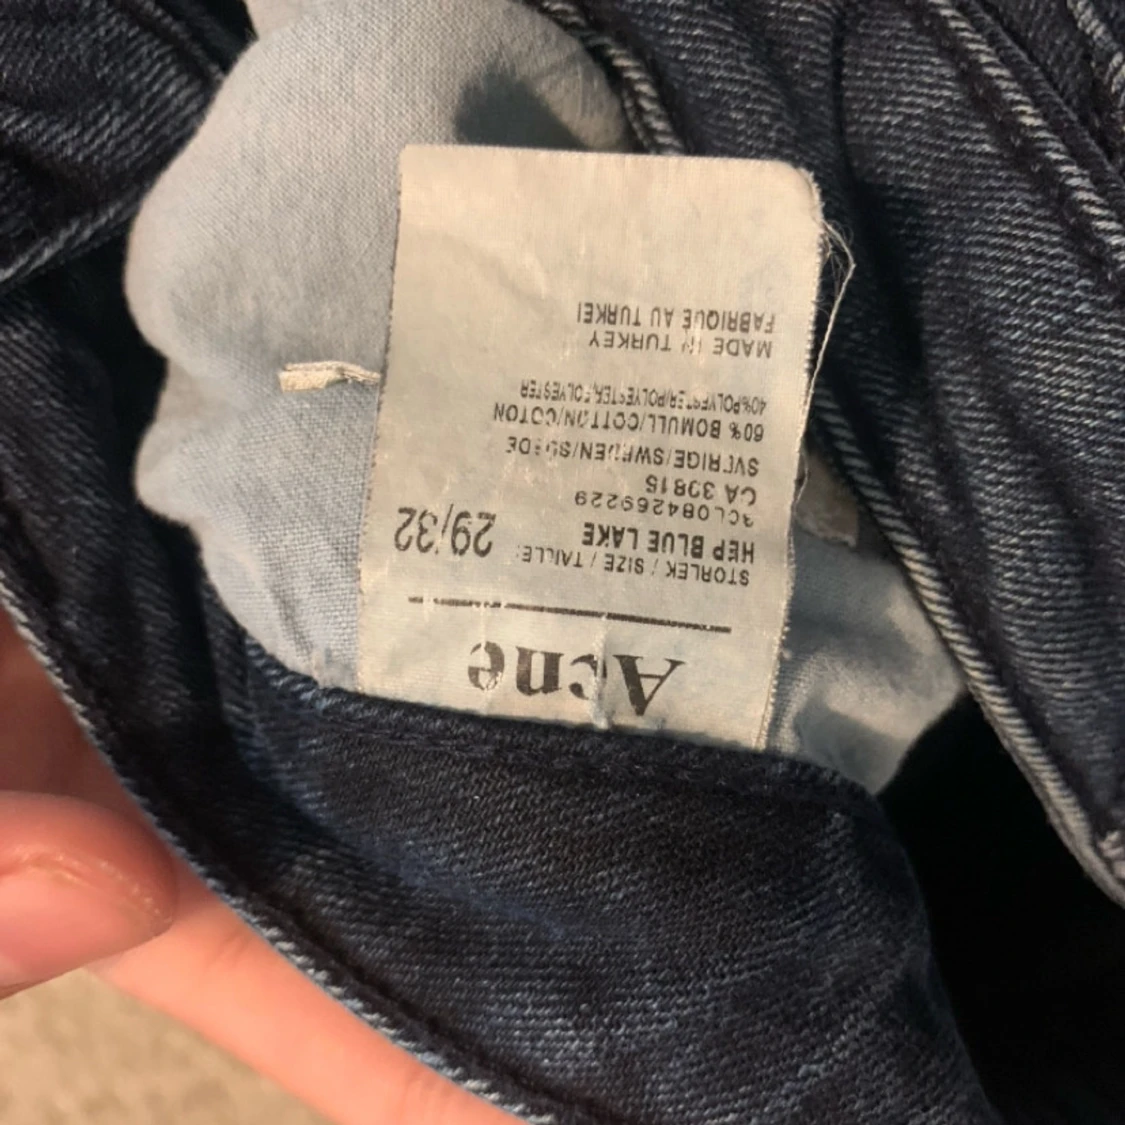 Acne
STORLEK / SIZE / TAILLE:
HEP BLUE LAKE 29/32
3CL084269229
CA 39815
SVERIGE/SWEDEN/SUEDE
60% BOMULL/COTTON/COTON
40%POLYESTER/POLYESTER/POLYESTER
MADE IN TURKEY
FABRIQUE AU TURKEI